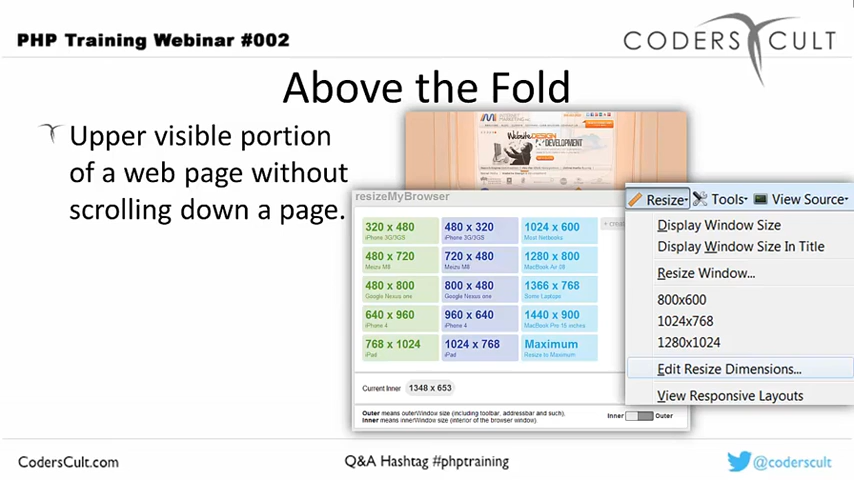 PHP Training Webinar #002
CODERS CULT
Above the Fold
Upper visible portion
of a web page without
scrolling down a page.
Website DESIGN
DEVELOPMENT
resizeMyBrowser
320 x 480
iPhone 3G/3GS
480 x 320
iPhone 3G/3GS
1024 x 600
Most Netbooks
480 x 720
Meizu M8
720 x 480
Meizu M8
1280 x 800
MacBook Air 08
480 x 800
Google Nexus one
800 x 480
Google Nexus one
1366 x 768
Some Laptops
640 x 960
iPhone 4
960 x 640
iPhone 4
1440 x 900
MacBook Pro 15 inches
768 x 1024
iPad
1024 x 768
iPad
Maximum
Resize to Maximum
Current Inner
1348 x 653
Outer means outerWindow size (including toolbar, addressbar and such).
Inner means innerWindow size (interior of the browser window).
Inner
Outer
Resize
Tools
View Source
Display Window Size
Display Window Size In Title
Resize Window...
800x600
1024x768
1280x1024
Edit Resize Dimensions...
View Responsive Layouts
CodersCult.com
Q&A Hashtag #phptraining
@coderscult